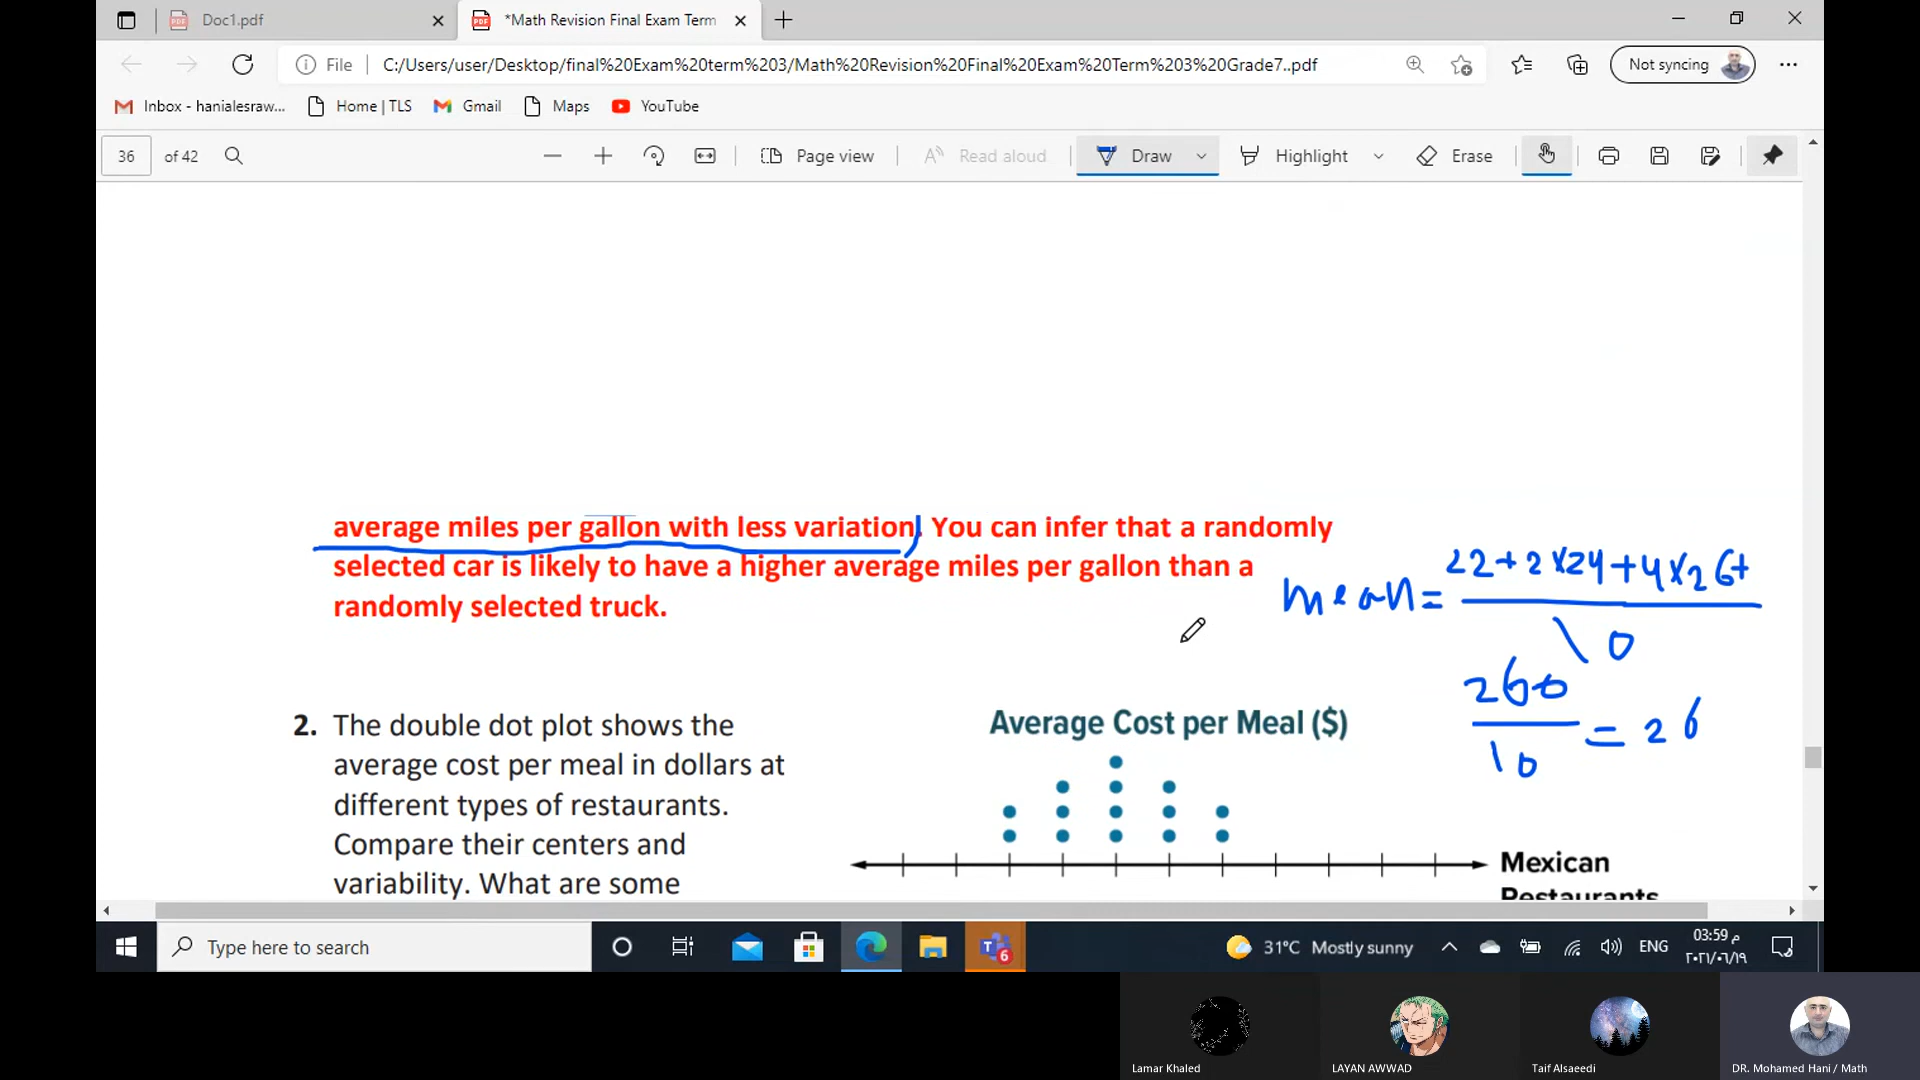 Doc1.pdf
*Math Revision Final Exam Term
File
C:/Users/user/Desktop/final%20Exam%20term%203/Math%20Revision%20Final%20Exam%20Term%203%20Grade7..pdf
Not syncing
Inbox - hanialesraw...
Home | TLS
Gmail
Maps
YouTube
36 of 42
Page view
Read aloud
Draw
Highlight
Erase
average miles per gallon with less variation. You can infer that a randomly
selected car is likely to have a higher average miles per gallon than a
randomly selected truck.
mean = 22+2x24+4x26+
10
260
10
= 26
2. The double dot plot shows the
average cost per meal in dollars at
different types of restaurants.
Compare their centers and
variability. What are some
Average Cost per Meal ($)
Mexican
Restaurants
Type here to search
6
31°C Mostly sunny
ENG
03:59 م
٢٠٢١/٠٦/١٩
Lamar Khaled
LAYAN AWWAD
Taif Alsaeedi
DR. Mohamed Hani / Math